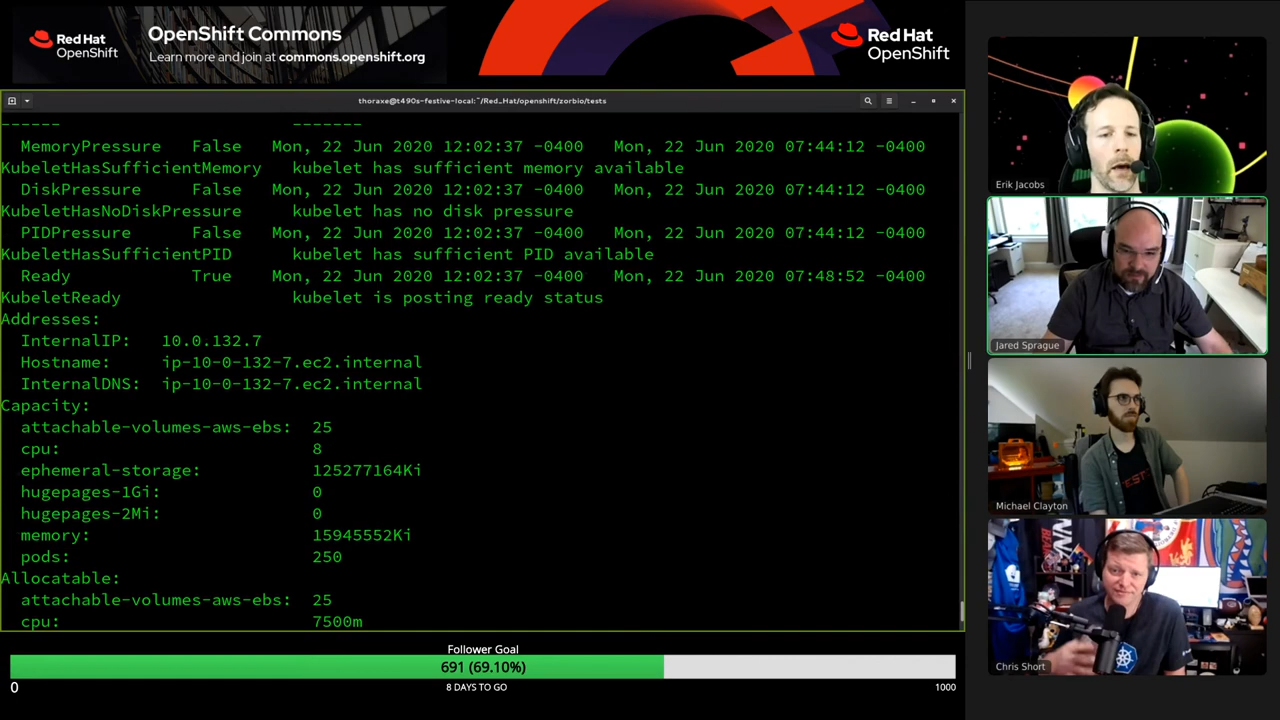 Red Hat
OpenShift
OpenShift Commons
Learn more and join at commons.openshift.org
Red Hat
OpenShift
thoraxe@t490s-festive-local:~/Red_Hat/openshift/zorbio/tests
------ -------
MemoryPressure False Mon, 22 Jun 2020 12:02:37 -0400 Mon, 22 Jun 2020 07:44:12 -0400
KubeletHasSufficientMemory kubelet has sufficient memory available
DiskPressure False Mon, 22 Jun 2020 12:02:37 -0400 Mon, 22 Jun 2020 07:44:12 -0400
KubeletHasNoDiskPressure kubelet has no disk pressure
PIDPressure False Mon, 22 Jun 2020 12:02:37 -0400 Mon, 22 Jun 2020 07:44:12 -0400
KubeletHasSufficientPID kubelet has sufficient PID available
Ready True Mon, 22 Jun 2020 12:02:37 -0400 Mon, 22 Jun 2020 07:48:52 -0400
KubeletReady kubelet is posting ready status
Addresses:
InternalIP: 10.0.132.7
Hostname: ip-10-0-132-7.ec2.internal
InternalDNS: ip-10-0-132-7.ec2.internal
Capacity:
attachable-volumes-aws-ebs: 25
cpu: 8
ephemeral-storage: 125277164Ki
hugepages-1Gi: 0
hugepages-2Mi: 0
memory: 15945552Ki
pods: 250
Allocatable:
attachable-volumes-aws-ebs: 25
cpu: 7500m
Erik Jacobs
Jared Sprague
Michael Clayton
Chris Short
Follower Goal
691 (69.10%)
0 8 DAYS TO GO 1000